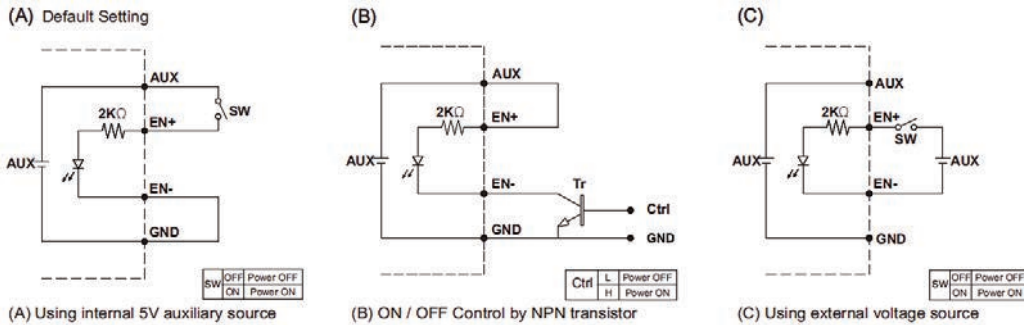 (A) Default Setting
AUX
2KΩ
EN+
SW
AUX
EN-
GND
SW OFF Power OFF
ON Power ON
(A) Using internal 5V auxiliary source
(B)
AUX
2KΩ
EN+
AUX
EN-
Tr
Ctrl
GND
GND
Ctrl L Power OFF
H Power ON
(B) ON / OFF Control by NPN transistor
(C)
AUX
2KΩ
EN+
SW
AUX
AUX
EN-
GND
SW OFF Power OFF
ON Power ON
(C) Using external voltage source